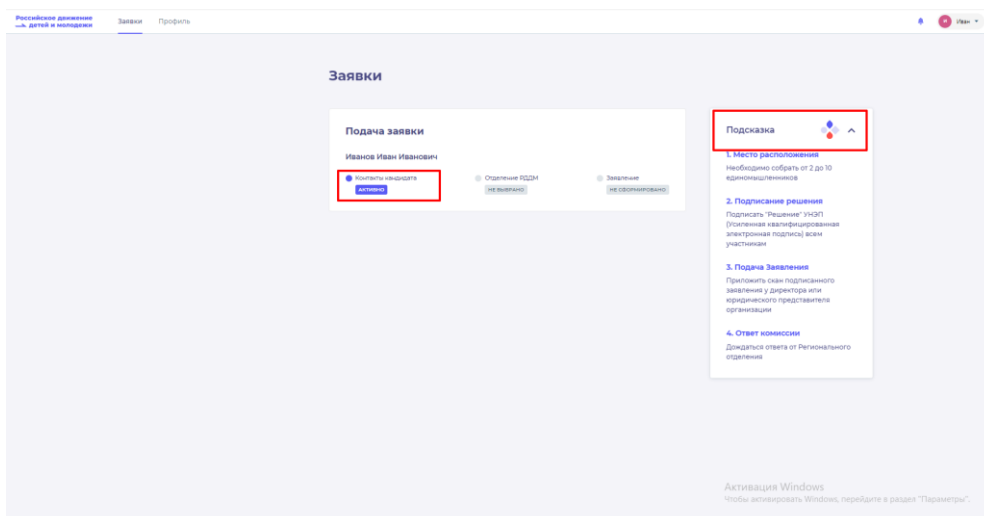 Российское движение
детей и молодежи
Заявки
Профиль
И
Иван
Заявки
Подача заявки
Иванов Иван Иванович
Контакты кандидата
АКТИВНО
Отделение РДДМ
НЕ ВЫБРАНО
Заявление
НЕ СФОРМИРОВАНО
Подсказка
1. Место расположения
Необходимо собрать от 2 до 10
единомышленников
2. Подписание решения
Подписать "Решение" УНЭП
(Усиленная квалифицированная
электронная подпись) всем
участникам
3. Подача Заявления
Приложить скан подписанного
заявления у директора или
юридического представителя
организации
4. Ответ комиссии
Дождаться ответа от Регионального
отделения
Активация Windows
Чтобы активировать Windows, перейдите в раздел "Параметры".